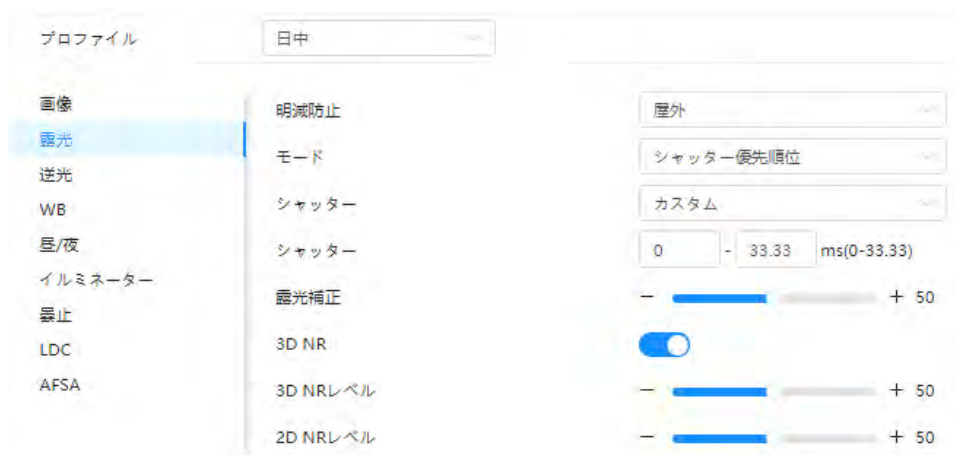 プロファイル 日中
画像
露光
逆光
WB
昼/夜
イルミネーター
曇止
LDC
AFSA
明滅防止 屋外
モード シャッター優先順位
シャッター カスタム
シャッター 0 - 33.33 ms(0-33.33)
露光補正 − + 50
3D NR
3D NRレベル − + 50
2D NRレベル − + 50